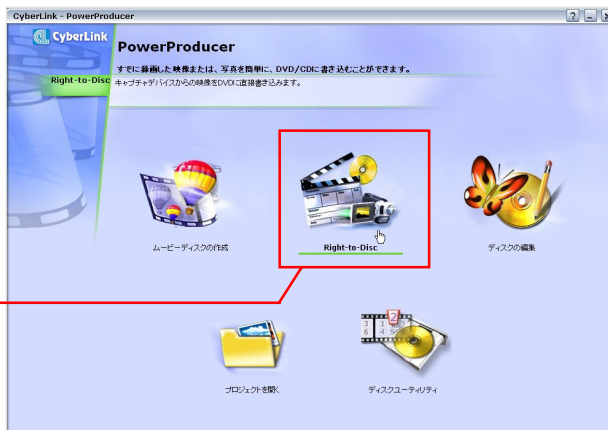 CyberLink - PowerProducer
CyberLink
PowerProducer
すでに録画した映像または、写真を簡単に、DVD/CDに書き込むことができます。
Right-to-Disc
キャプチャデバイスからの映像をDVDに直接書き込みます。
ムービーディスクの作成
Right-to-Disc
ディスクの編集
プロジェクトを開く
ディスクユーティリティ